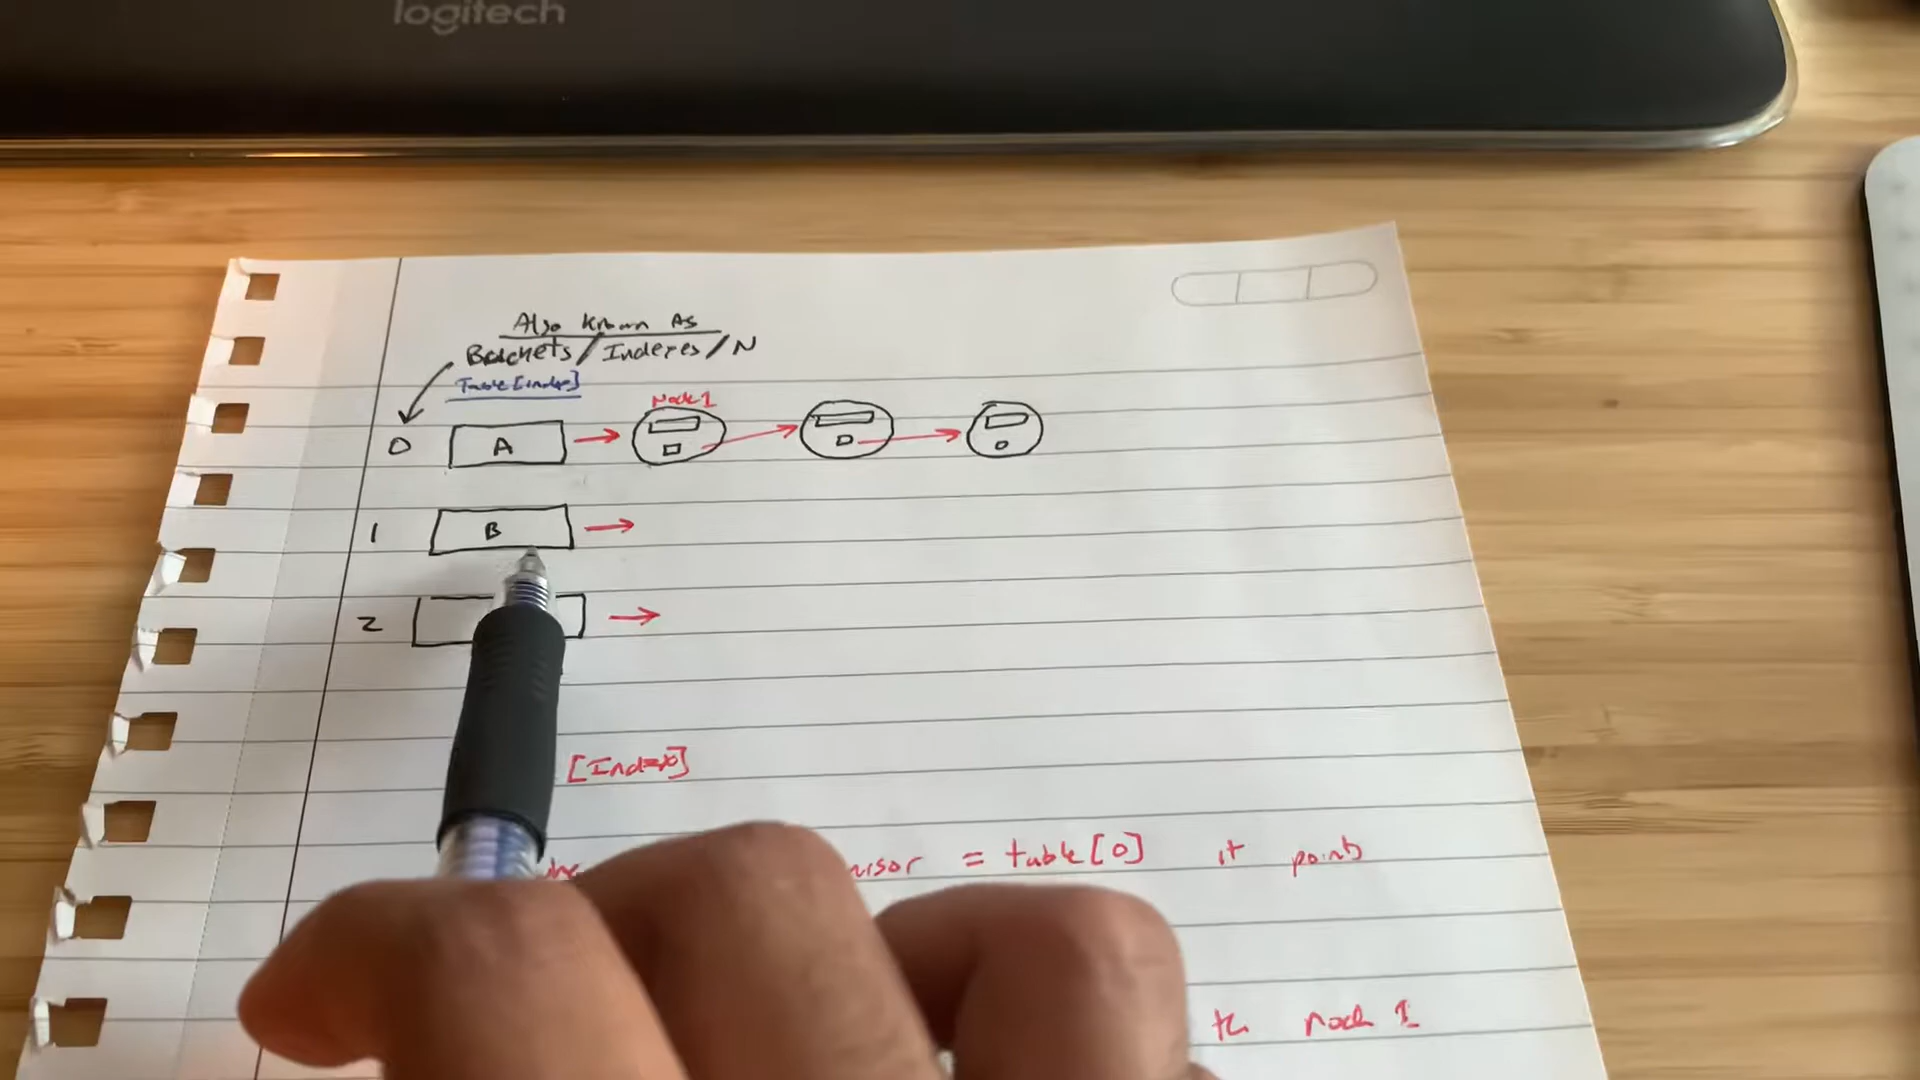 logitech
Also Known As
Buckets / Indexes / N
Table[index]
Node 1
0 A
1 B
2
[Index]
= table[0] it points
the node 1